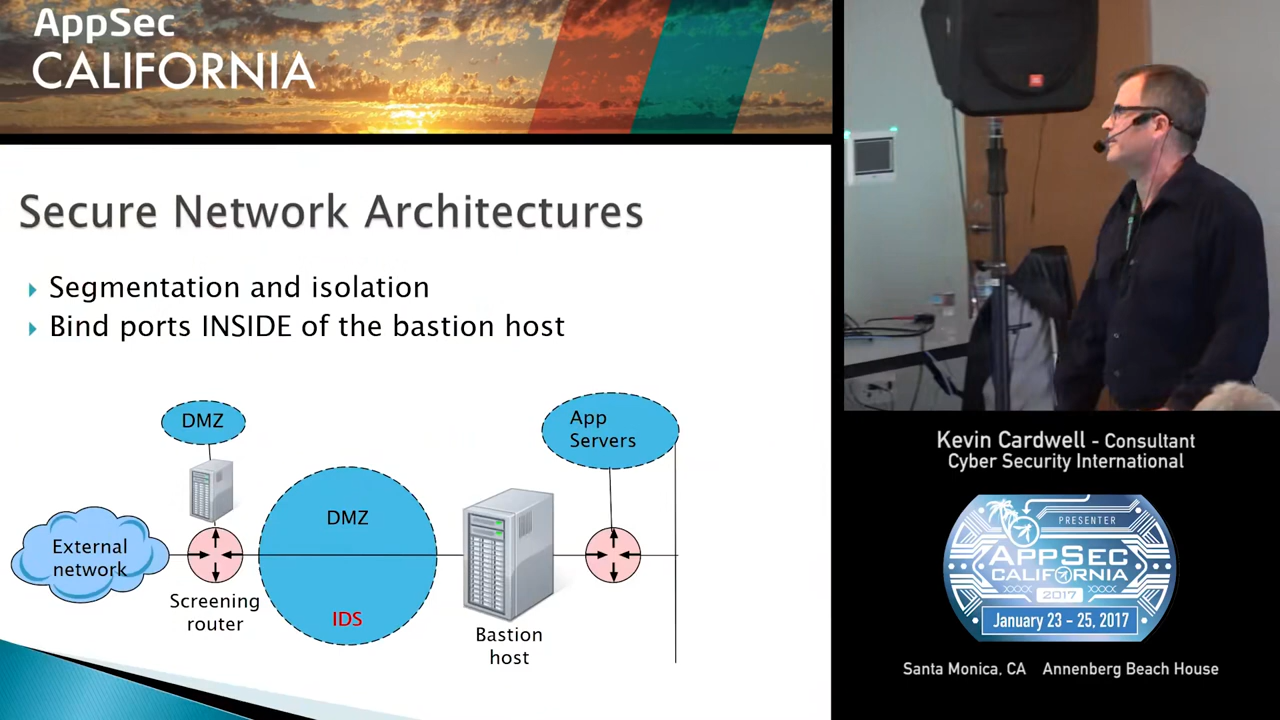 AppSec
CALIFORNIA
Secure Network Architectures
Segmentation and isolation
Bind ports INSIDE of the bastion host
DMZ
App
Servers
DMZ
External
network
Screening
router
IDS
Bastion
host
JBL
Kevin Cardwell - Consultant
Cyber Security International
PRESENTER
APPSEC
CALIFORNIA
2017
January 23 - 25, 2017
Santa Monica, CA Annenberg Beach House